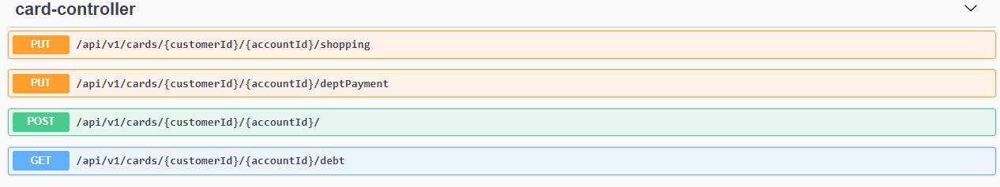 card-controller
PUT /api/v1/cards/{customerId}/{accountId}/shopping
PUT /api/v1/cards/{customerId}/{accountId}/deptPayment
POST /api/v1/cards/{customerId}/{accountId}/
GET /api/v1/cards/{customerId}/{accountId}/debt